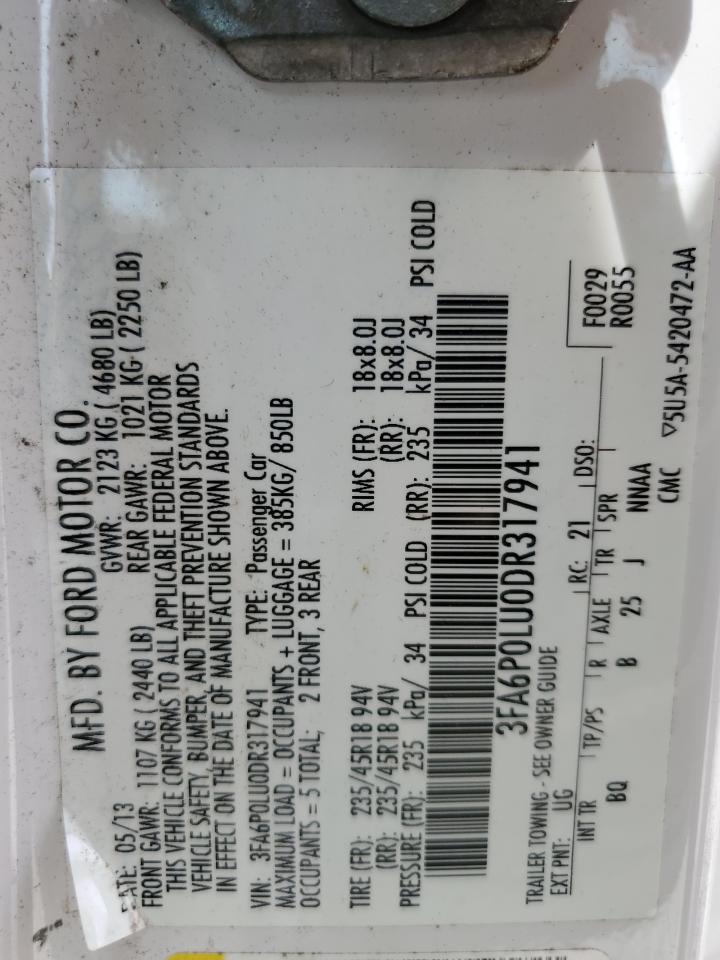 MFD. BY FORD MOTOR CO.
DATE: 05/13 GVWR: 2123 KG ( 4680 LB)
FRONT GAWR: 1107 KG ( 2440 LB) REAR GAWR: 1021 KG ( 2250 LB)
THIS VEHICLE CONFORMS TO ALL APPLICABLE FEDERAL MOTOR
VEHICLE SAFETY, BUMPER, AND THEFT PREVENTION STANDARDS
IN EFFECT ON THE DATE OF MANUFACTURE SHOWN ABOVE.
VIN: 3FA6P0LU0DR317941 TYPE: Passenger Car
MAXIMUM LOAD = OCCUPANTS + LUGGAGE = 385KG/ 850LB
OCCUPANTS = 5 TOTAL; 2 FRONT, 3 REAR
TIRE (FR): 235/45R18 94V RIMS (FR): 18x8.0J
(RR): 235/45R18 94V (RR): 18x8.0J
PRESSURE (FR): 235 kPa/ 34 PSI COLD (RR): 235 kPa/ 34 PSI COLD
3FA6P0LU0DR317941
TRAILER TOWING - SEE OWNER GUIDE
EXT PNT: UG RC: 21 DSO: F0029
R0055
INT TR TP/PS R AXLE TR SPR
BQ B 25 J NNAA
CMC ▽5U5A-5420472-AA